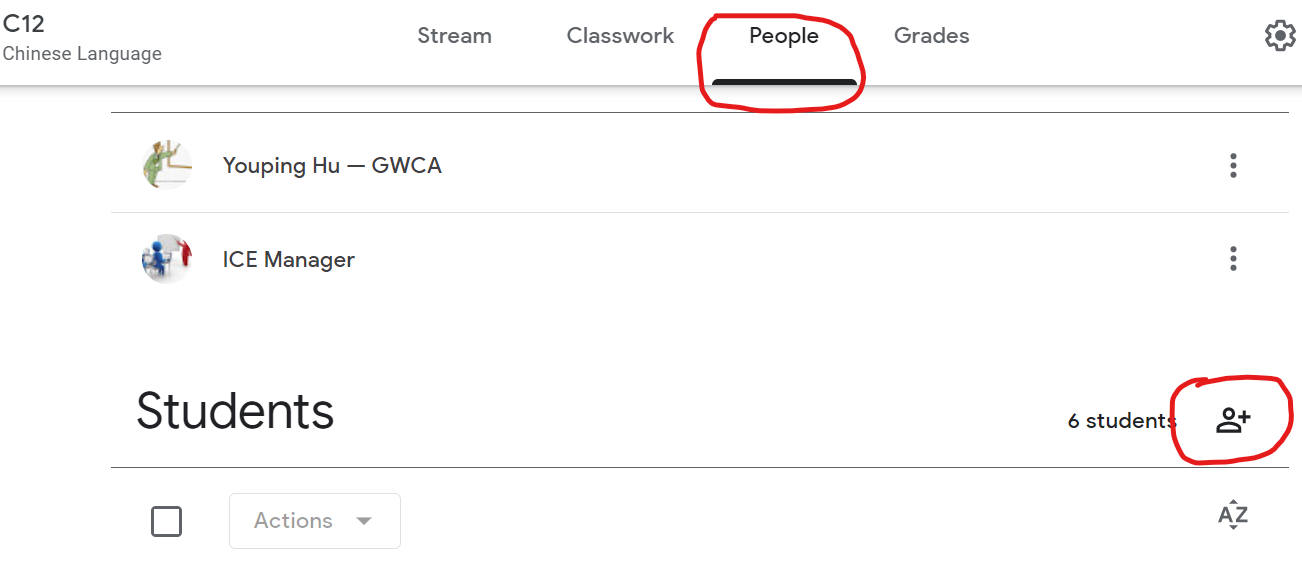 C12
Chinese Language
Stream
Classwork
People
Grades
Youping Hu — GWCA
ICE Manager
Students
6 students
Actions
AZ